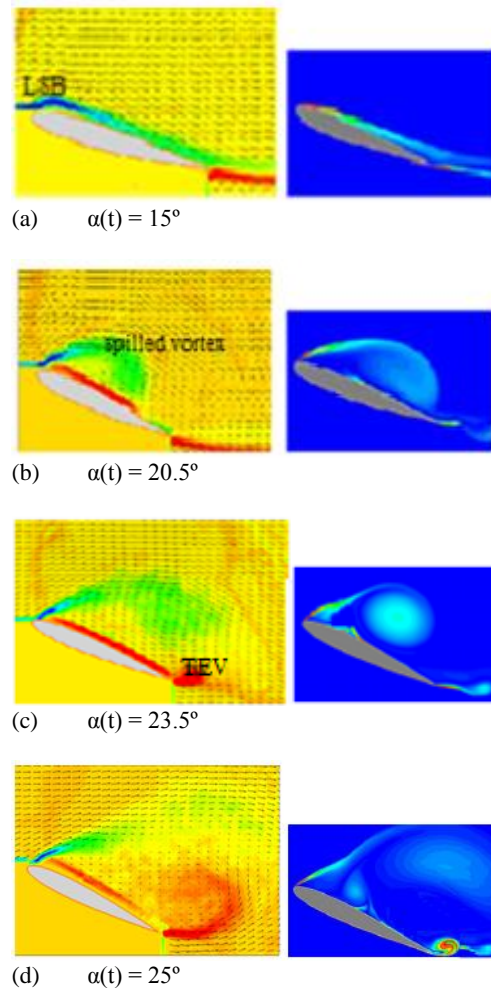 LSB
(a) α(t) = 15º
spilled vortex
(b) α(t) = 20.5º
TEV
(c) α(t) = 23.5º
(d) α(t) = 25º